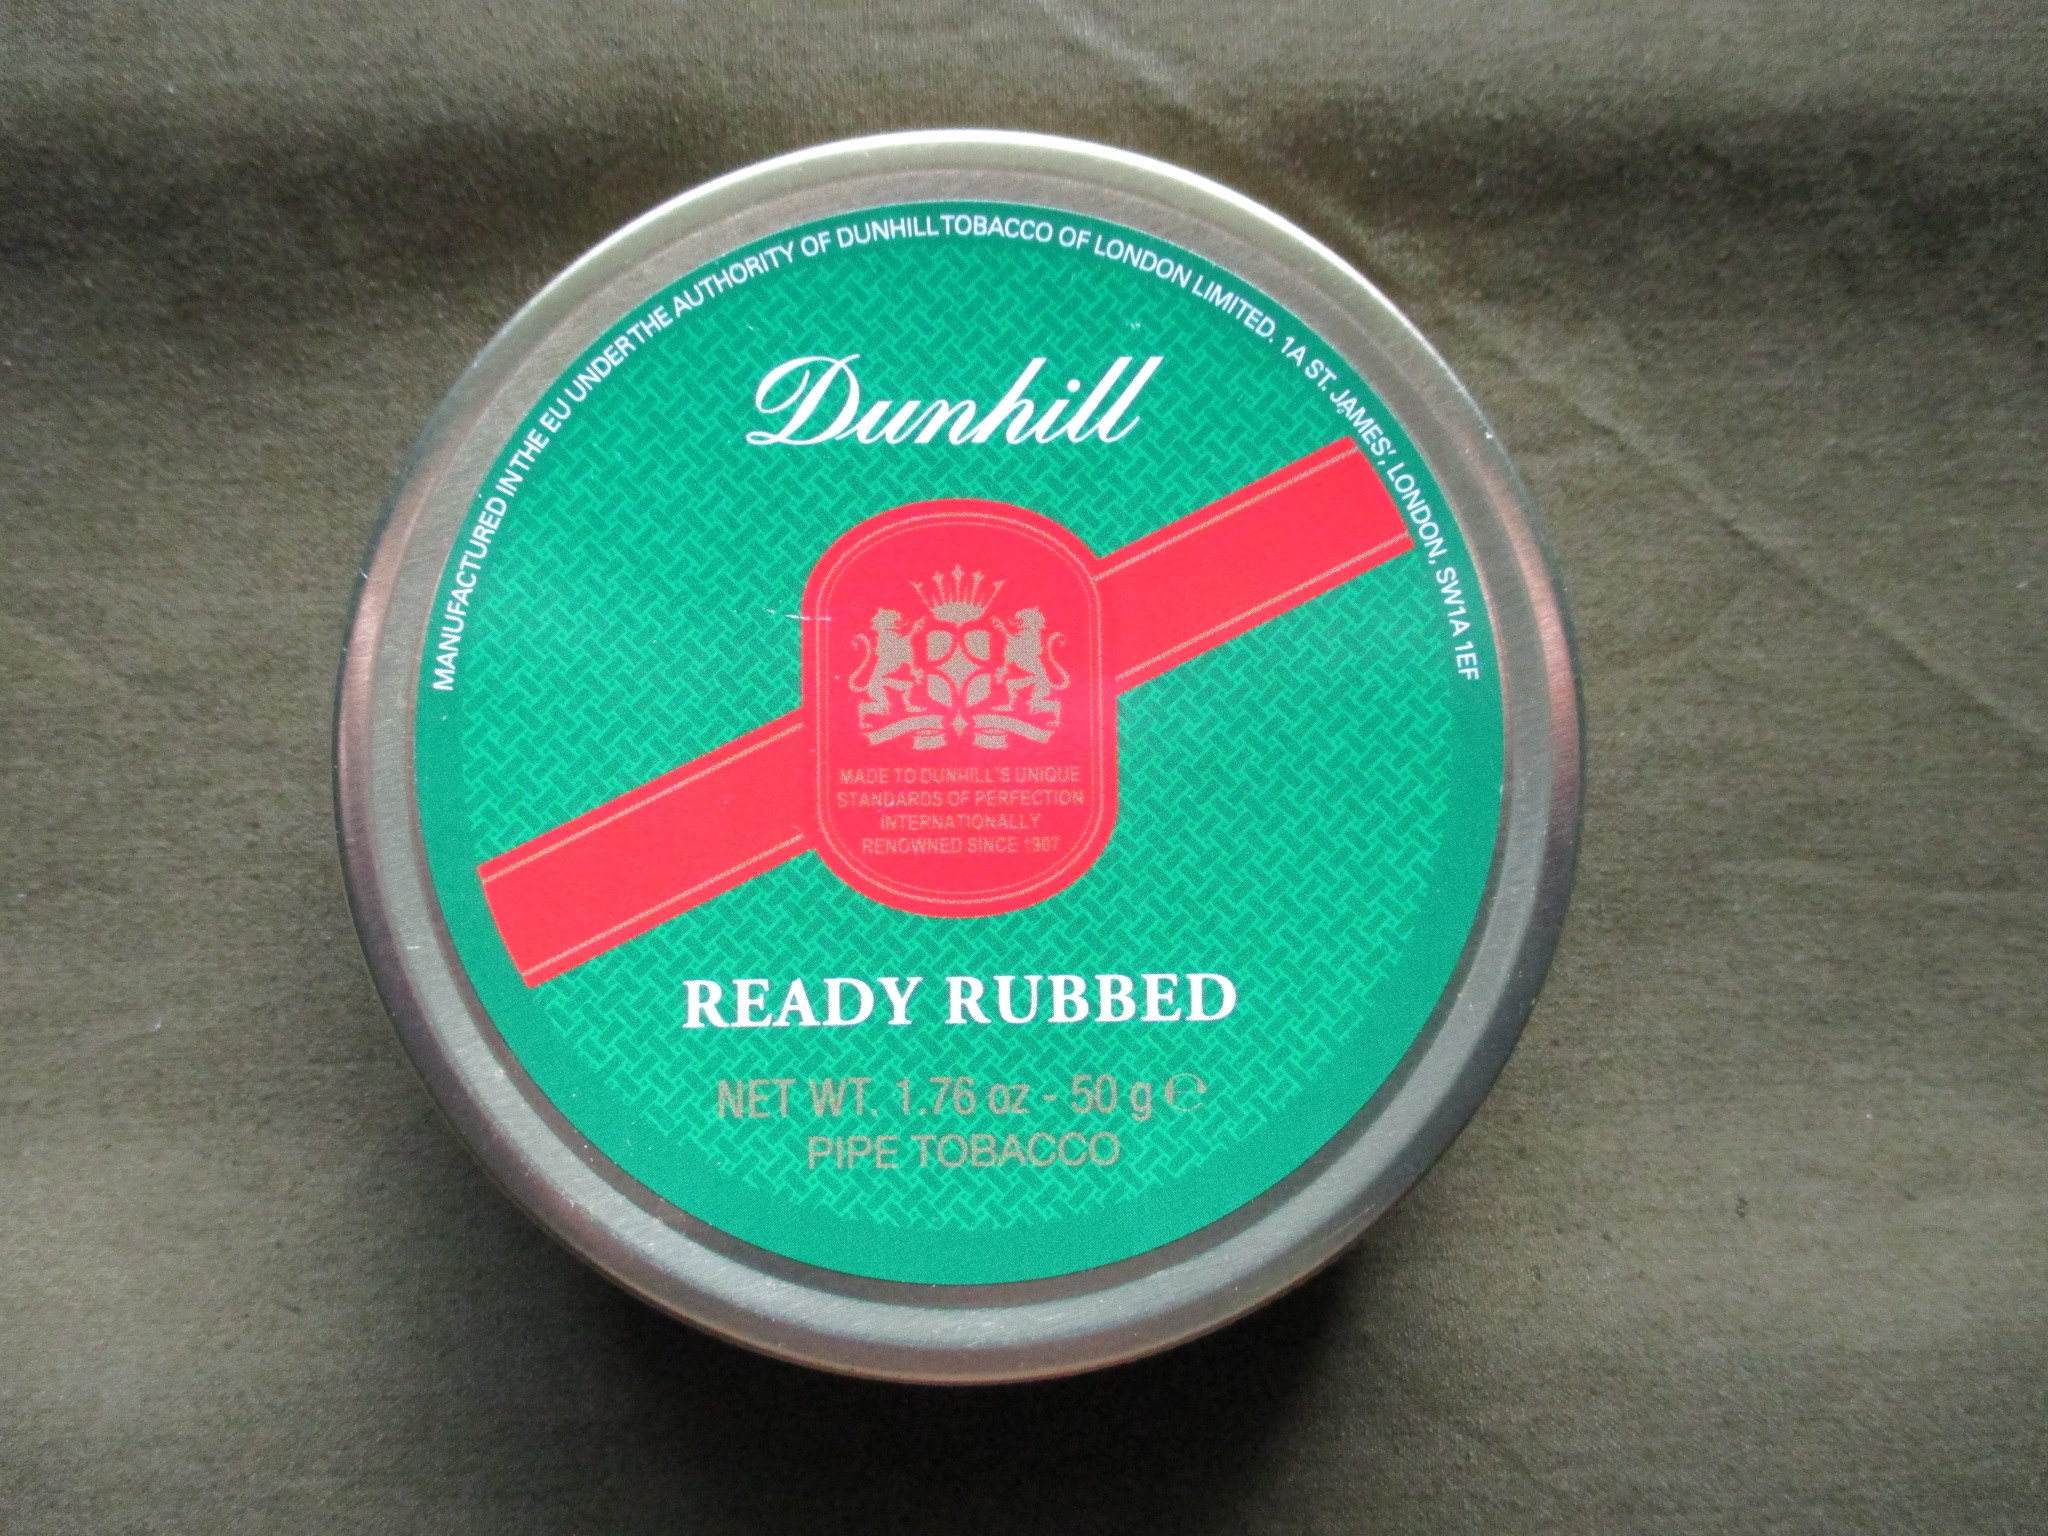 MANUFACTURED IN THE EU UNDER THE AUTHORITY OF DUNHILL TOBACCO OF LONDON LIMITED. 1A ST. JAMES', LONDON, SW1A 1EF
Dunhill
MADE TO DUNHILL'S UNIQUE
STANDARDS OF PERFECTION
INTERNATIONALLY
RENOWNED SINCE 1907
READY RUBBED
NET WT. 1.76 oz - 50 g ℮
PIPE TOBACCO